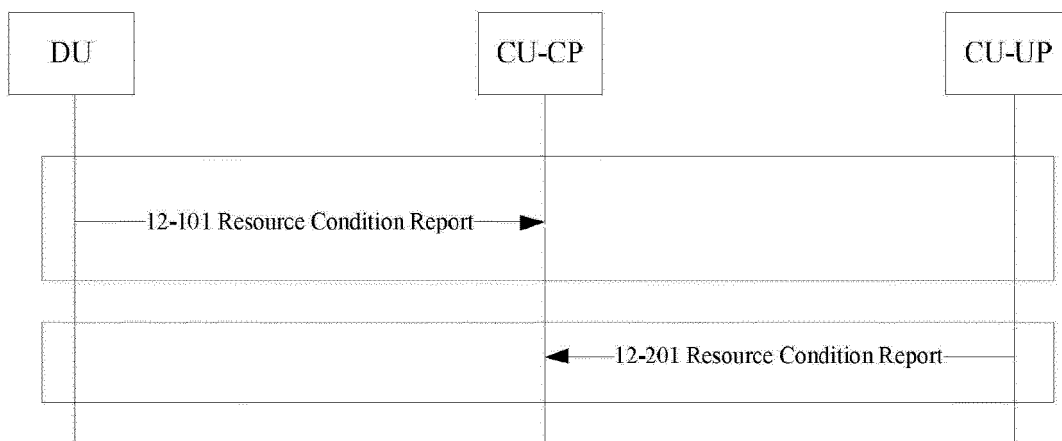 DU
CU-CP
CU-UP
12-101 Resource Condition Report
12-201 Resource Condition Report